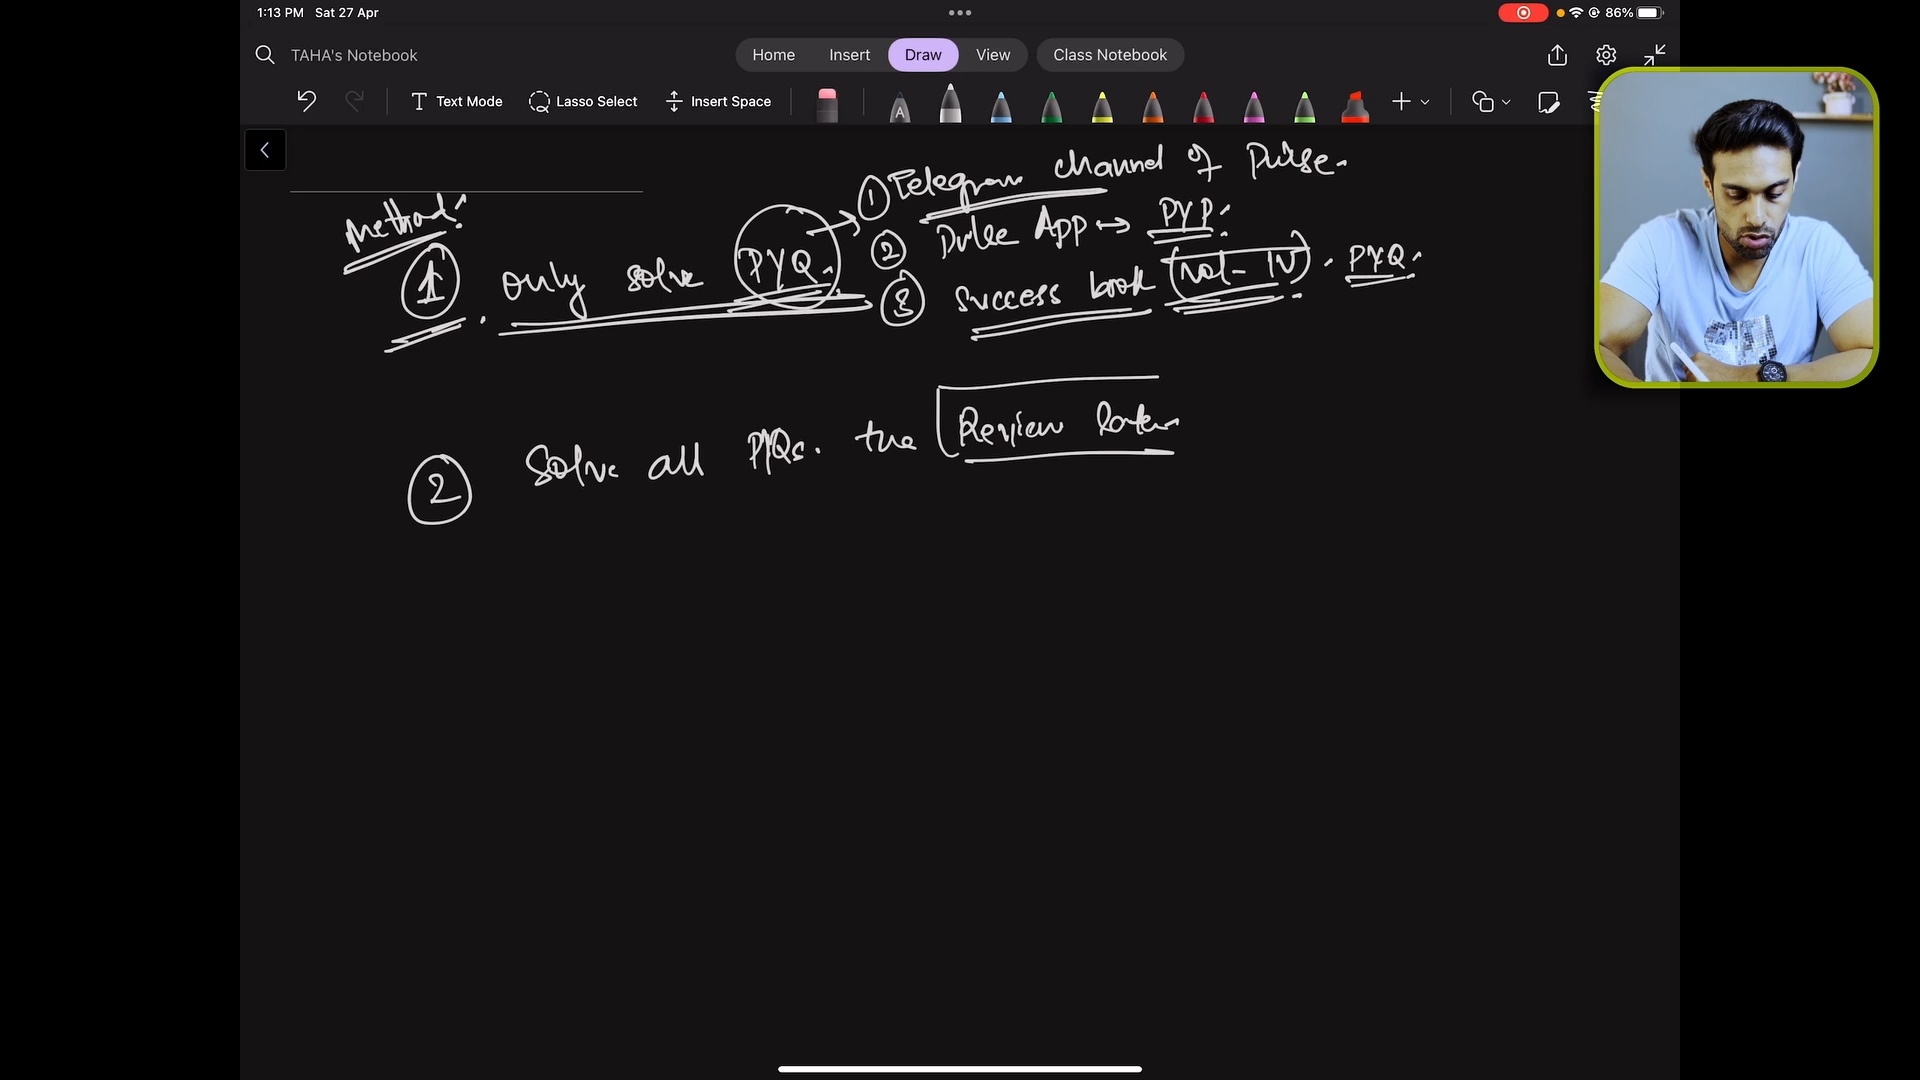 1:13 PM Sat 27 Apr
86%
TAHA's Notebook
Home Insert Draw View Class Notebook
Text Mode Lasso Select Insert Space
A
Method:
① Telegram channel of Pulse.
② Pulse App → PYP:
③ Success book (Vol-IV). PYQ.
1. only solve PYQ. →
② Solve all PYQs. the Review later